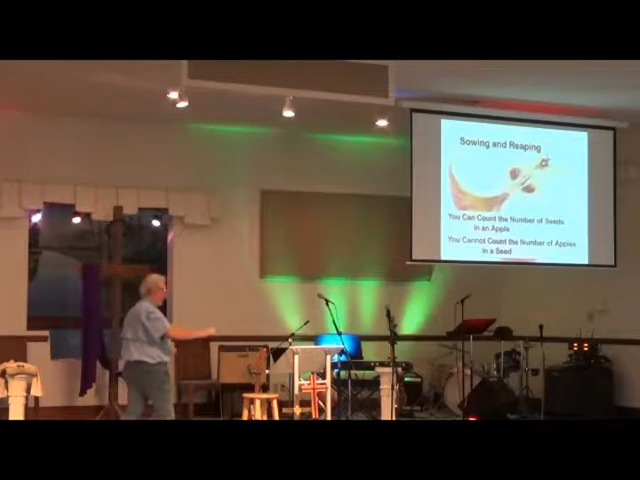 Sowing and Reaping
You Can Count the Number of Seeds
in an Apple
You Cannot Count the Number of Apples
in a Seed